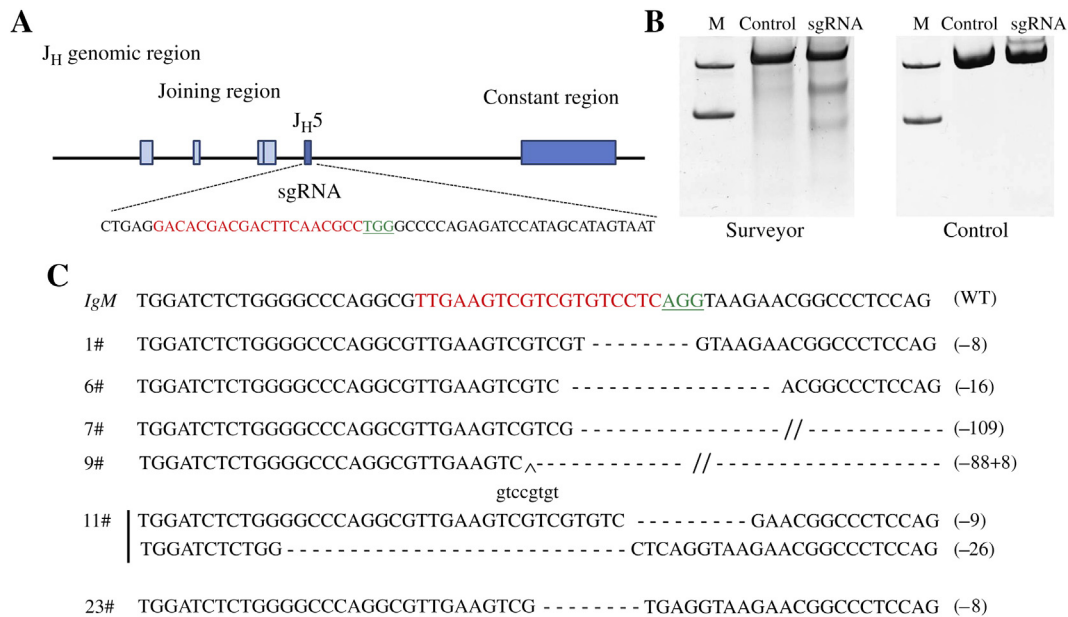 A
J_H genomic region
Joining region
J_H5
Constant region
sgRNA
CTGAGGACACGACGACTTCAACGCCTGGGCCCCAGAGATCCATAGCATAGTAAT
B
M Control sgRNA
M Control sgRNA
Surveyor
Control
C
IgM TGGATCTCTGGGGCCCAGGCGTTGAAGTCGTCGTGTCCTCAGGTAAGAACGGCCCTCCAG (WT)
1# TGGATCTCTGGGGCCCAGGCGTTGAAGTCGTCGT - - - - - - - - GTAAGAACGGCCCTCCAG (–8)
6# TGGATCTCTGGGGCCCAGGCGTTGAAGTCGTC - - - - - - - - - - - - - - - - ACGGCCCTCCAG (–16)
7# TGGATCTCTGGGGCCCAGGCGTTGAAGTCGTCG - - - - - - - - - - - - - - - - // - - - - - - - - - - - (–109)
9# TGGATCTCTGGGGCCCAGGCGTTGAAGTC^- - - - - - - - - - - - // - - - - - - - - - - - - - - - - - - (–88+8)
gtccgtgt
11# TGGATCTCTGGGGCCCAGGCGTTGAAGTCGTCGTGTC - - - - - - - - - GAACGGCCCTCCAG (–9)
TGGATCTCTGG- - - - - - - - - - - - - - - - - - - - - - - - - - CTCAGGTAAGAACGGCCCTCCAG (–26)
23# TGGATCTCTGGGGCCCAGGCGTTGAAGTCG - - - - - - - - TGAGGTAAGAACGGCCCTCCAG (–8)